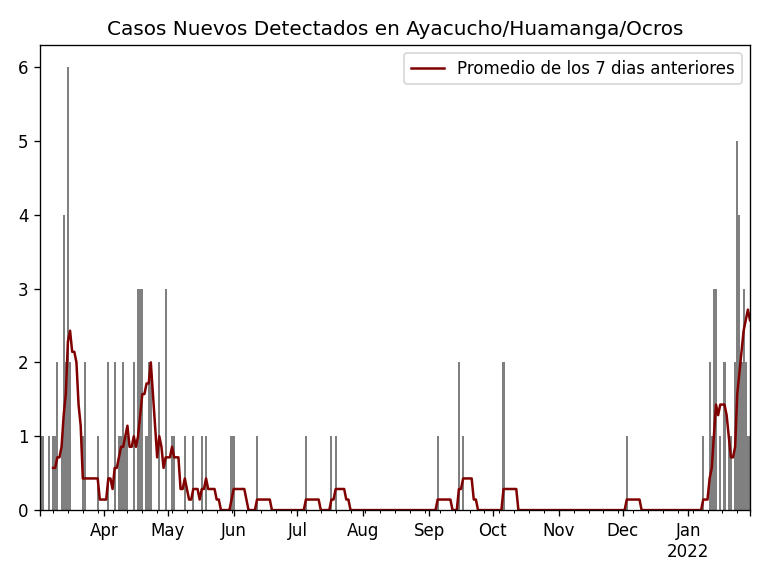 Casos Nuevos Detectados en Ayacucho/Huamanga/Ocros
Promedio de los 7 dias anteriores
6
5
4
3
2
1
0
Apr May Jun Jul Aug Sep Oct Nov Dec Jan
2022